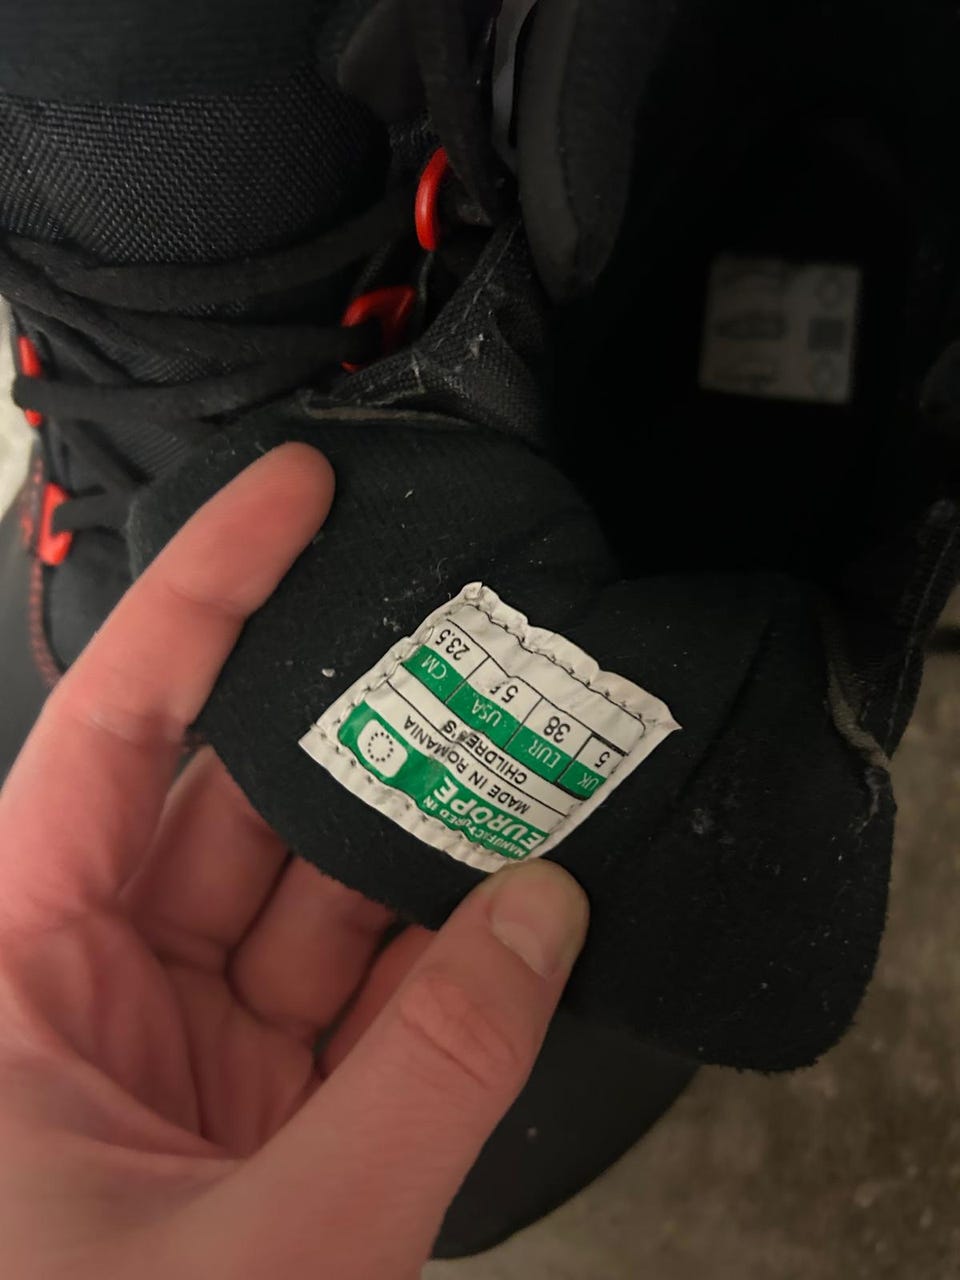 MANUFACTURED IN
EUROPE
MADE IN ROMANIA
CHILDREN'S
UK EUR USA CM
5 38 5.5 23.5